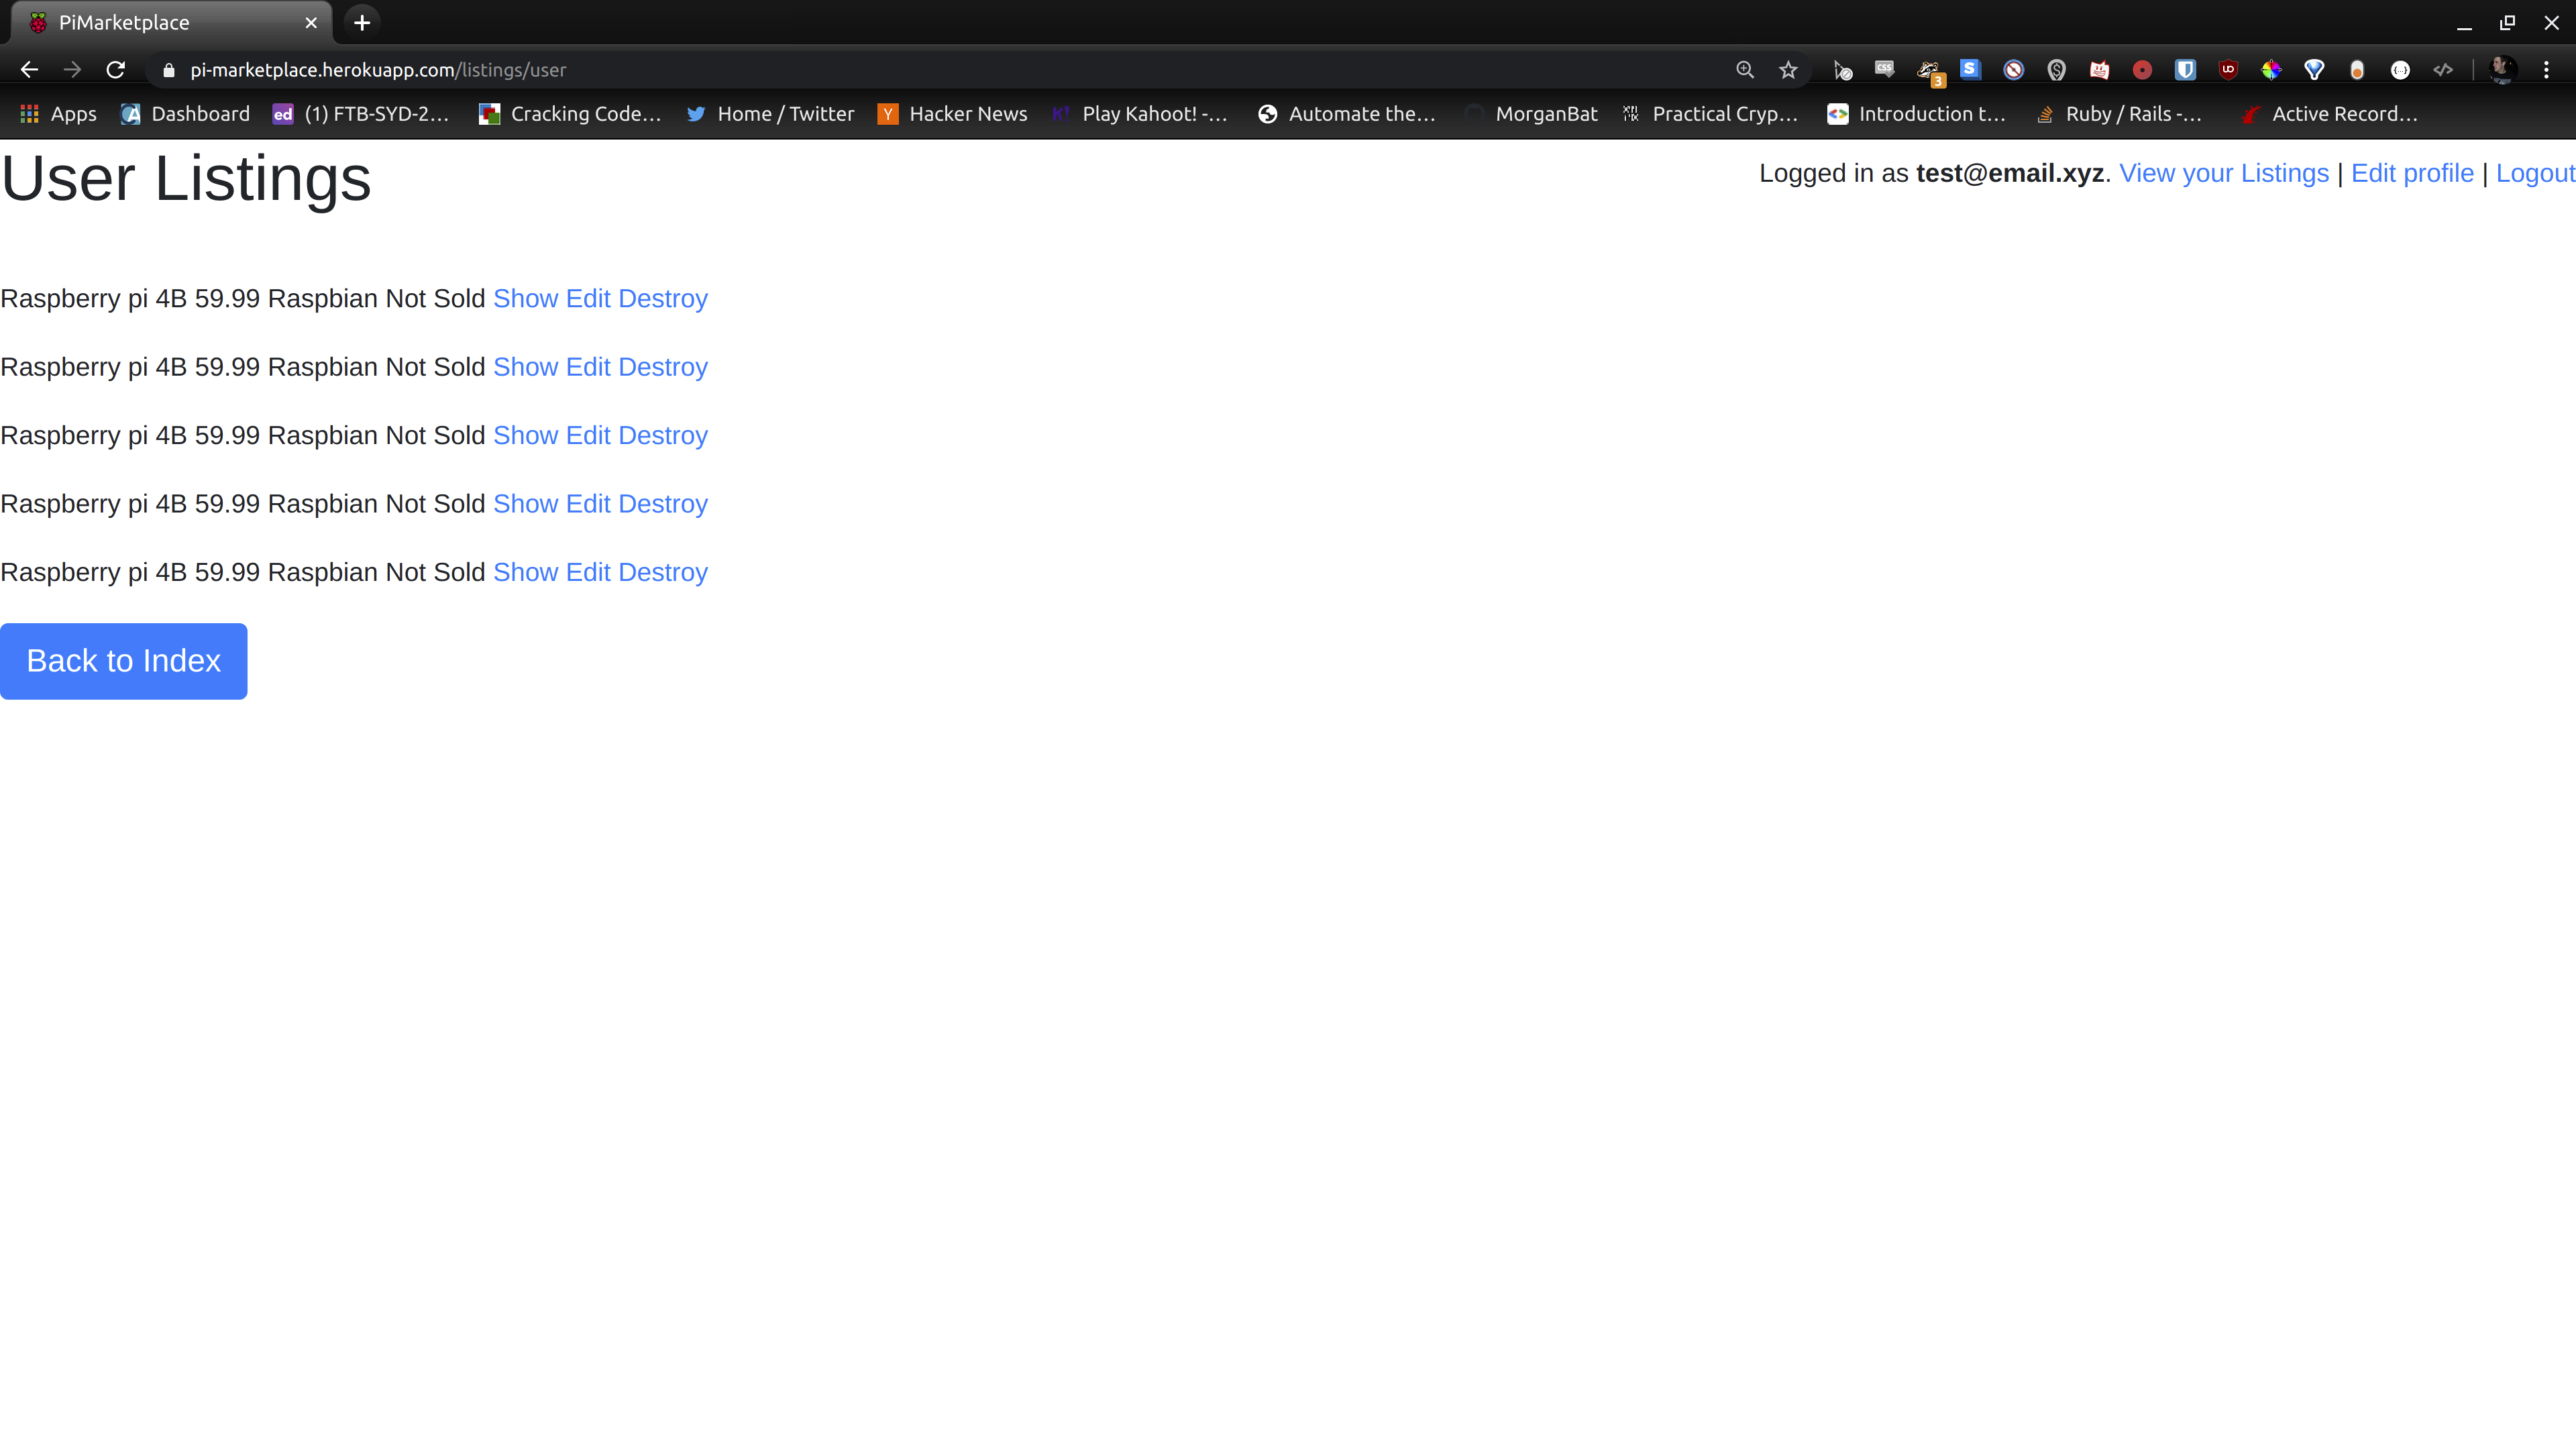 PiMarketplace
pi-marketplace.herokuapp.com/listings/user
3
Apps Dashboard (1) FTB-SYD-2… Cracking Code… Home / Twitter Hacker News Play Kahoot! -… Automate the… MorganBat Practical Cryp… Introduction t… Ruby / Rails -… Active Record…
User Listings
Logged in as test@email.xyz. View your Listings | Edit profile | Logout
Raspberry pi 4B 59.99 Raspbian Not Sold Show Edit Destroy
Raspberry pi 4B 59.99 Raspbian Not Sold Show Edit Destroy
Raspberry pi 4B 59.99 Raspbian Not Sold Show Edit Destroy
Raspberry pi 4B 59.99 Raspbian Not Sold Show Edit Destroy
Raspberry pi 4B 59.99 Raspbian Not Sold Show Edit Destroy
Back to Index